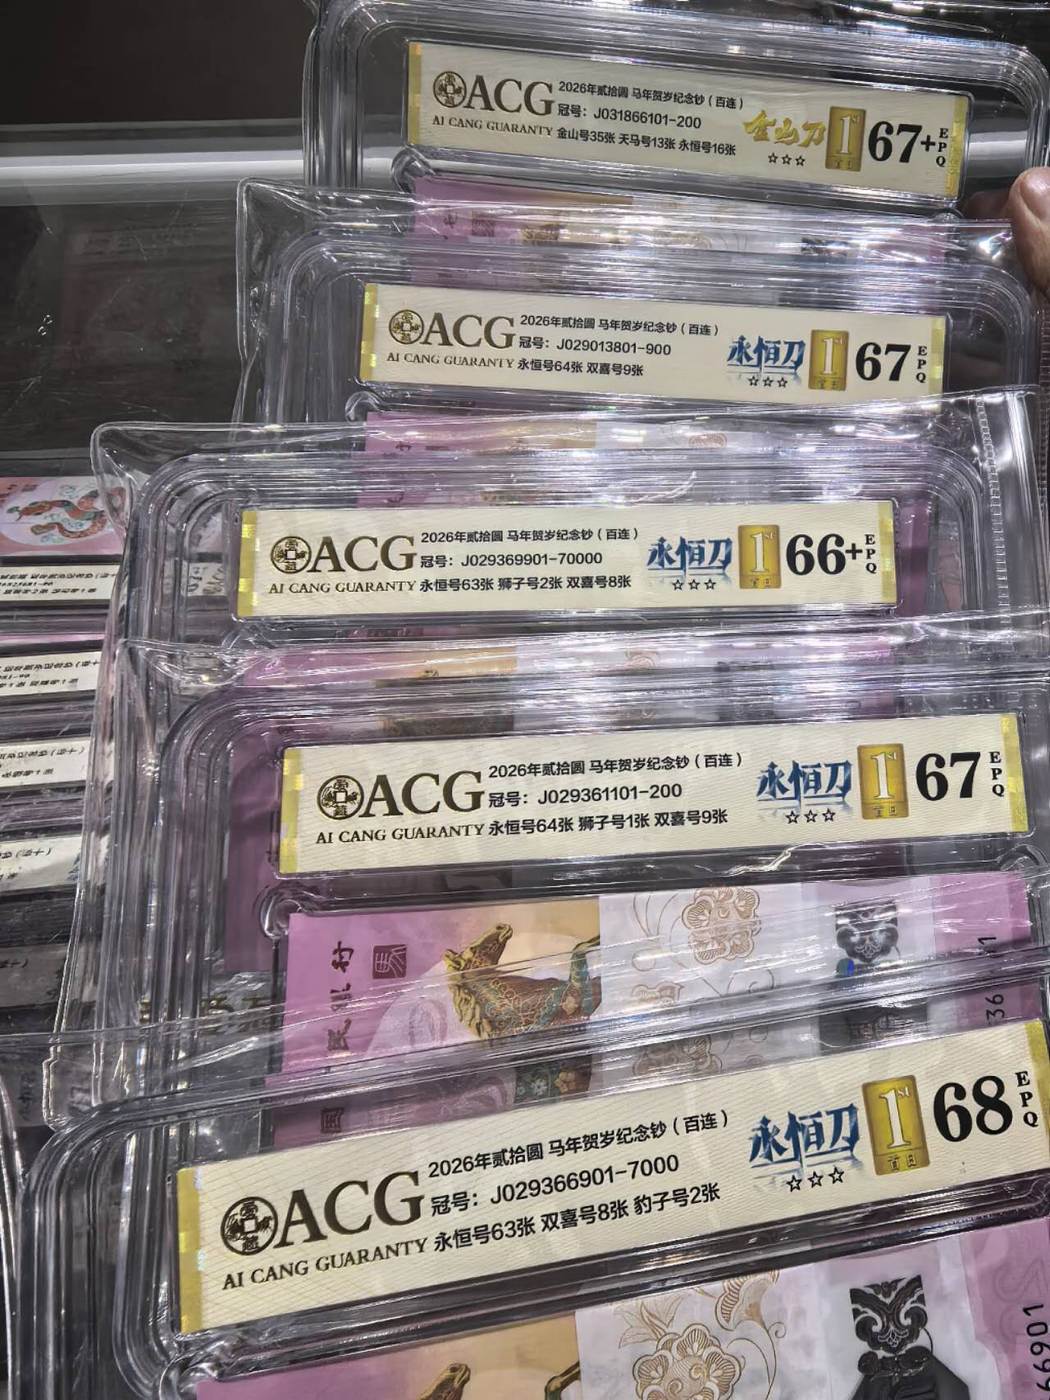 ACG
AI CANG GUARANTY
2026年贰拾圆 马年贺岁纪念钞（百连）
冠号：J031866101-200
金山号35张 天马号13张 永恒号16张
金山刀
☆☆☆
1ST
首日
67+
EPQ
ACG
AI CANG GUARANTY
2026年贰拾圆 马年贺岁纪念钞（百连）
冠号：J029013801-900
永恒号64张 双喜号9张
永恒刀
☆☆☆
1ST
首日
67
EPQ
ACG
AI CANG GUARANTY
2026年贰拾圆 马年贺岁纪念钞（百连）
冠号：J029369901-70000
永恒号63张 狮子号2张 双喜号8张
永恒刀
☆☆☆
1ST
首日
66+
EPQ
ACG
AI CANG GUARANTY
2026年贰拾圆 马年贺岁纪念钞（百连）
冠号：J029361101-200
永恒号64张 狮子号1张 双喜号9张
永恒刀
☆☆☆
1ST
首日
67
EPQ
ACG
AI CANG GUARANTY
2026年贰拾圆 马年贺岁纪念钞（百连）
冠号：J029366901-7000
永恒号63张 双喜号8张 豹子号2张
永恒刀
☆☆☆
1ST
首日
68
EPQ
66901